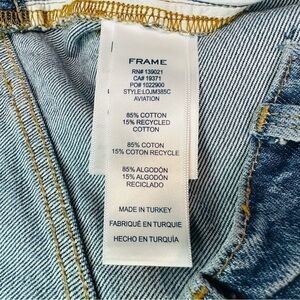 FRAME
RN# 139021
CA# 19371
PO# 1022900
STYLE:LOJM385C
AVIATION
85% COTTON
15% RECYCLED
COTTON
85% COTON
15% COTON RECYCLE
85% ALGODÓN
15% ALGODÓN
RECICLADO
MADE IN TURKEY
FABRIQUÉ EN TURQUIE
HECHO EN TURQUÍA